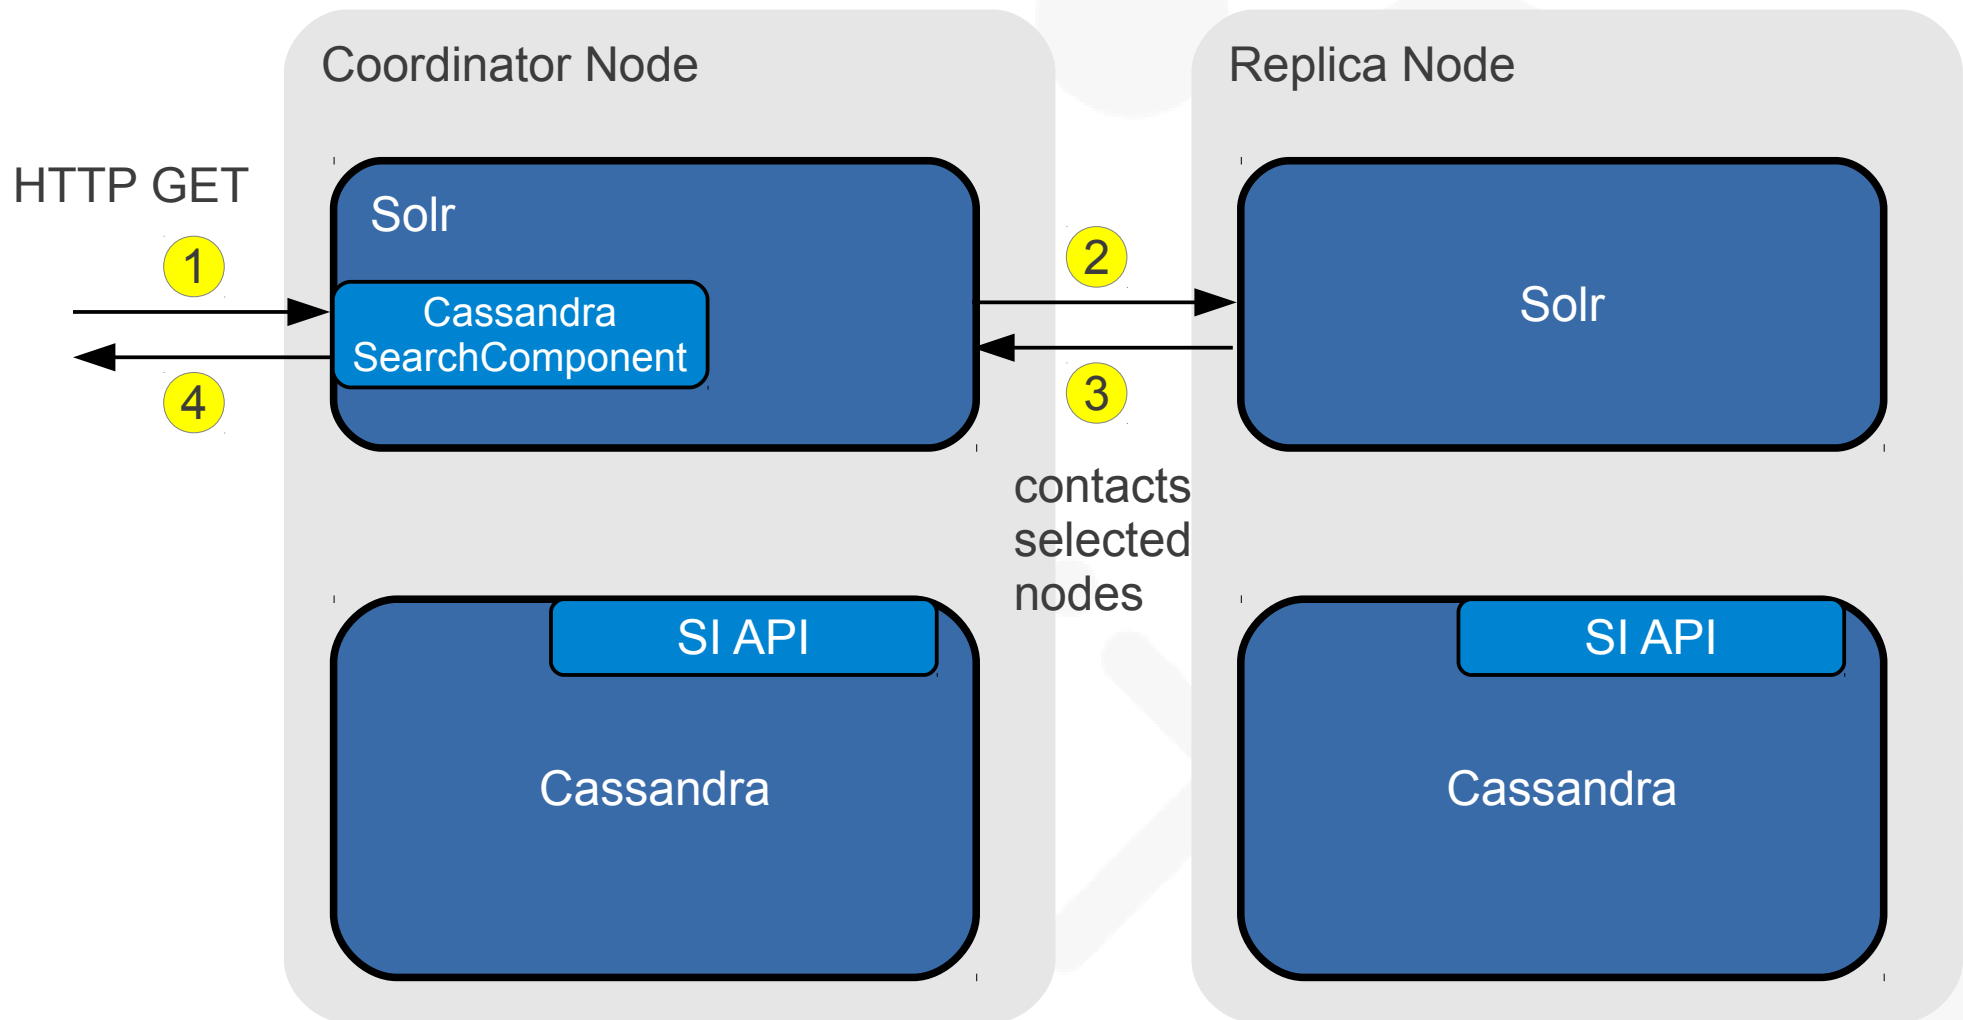 Coordinator Node
Replica Node
HTTP GET
Solr
1
2
Cassandra
SearchComponent
Solr
4
3
contacts
selected
nodes
SI API
SI API
Cassandra
Cassandra